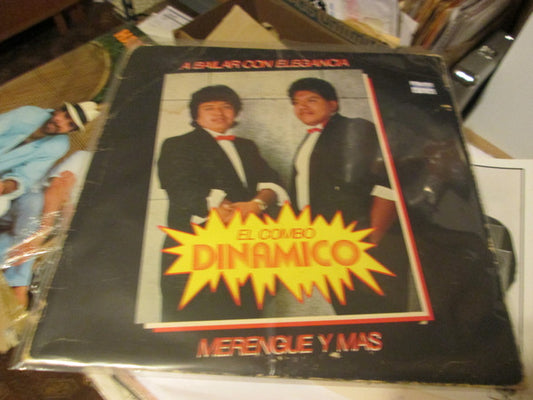 A BAILAR CON ELEGANCIA
EL COMBO
DINAMICO
MERENGUE Y MAS